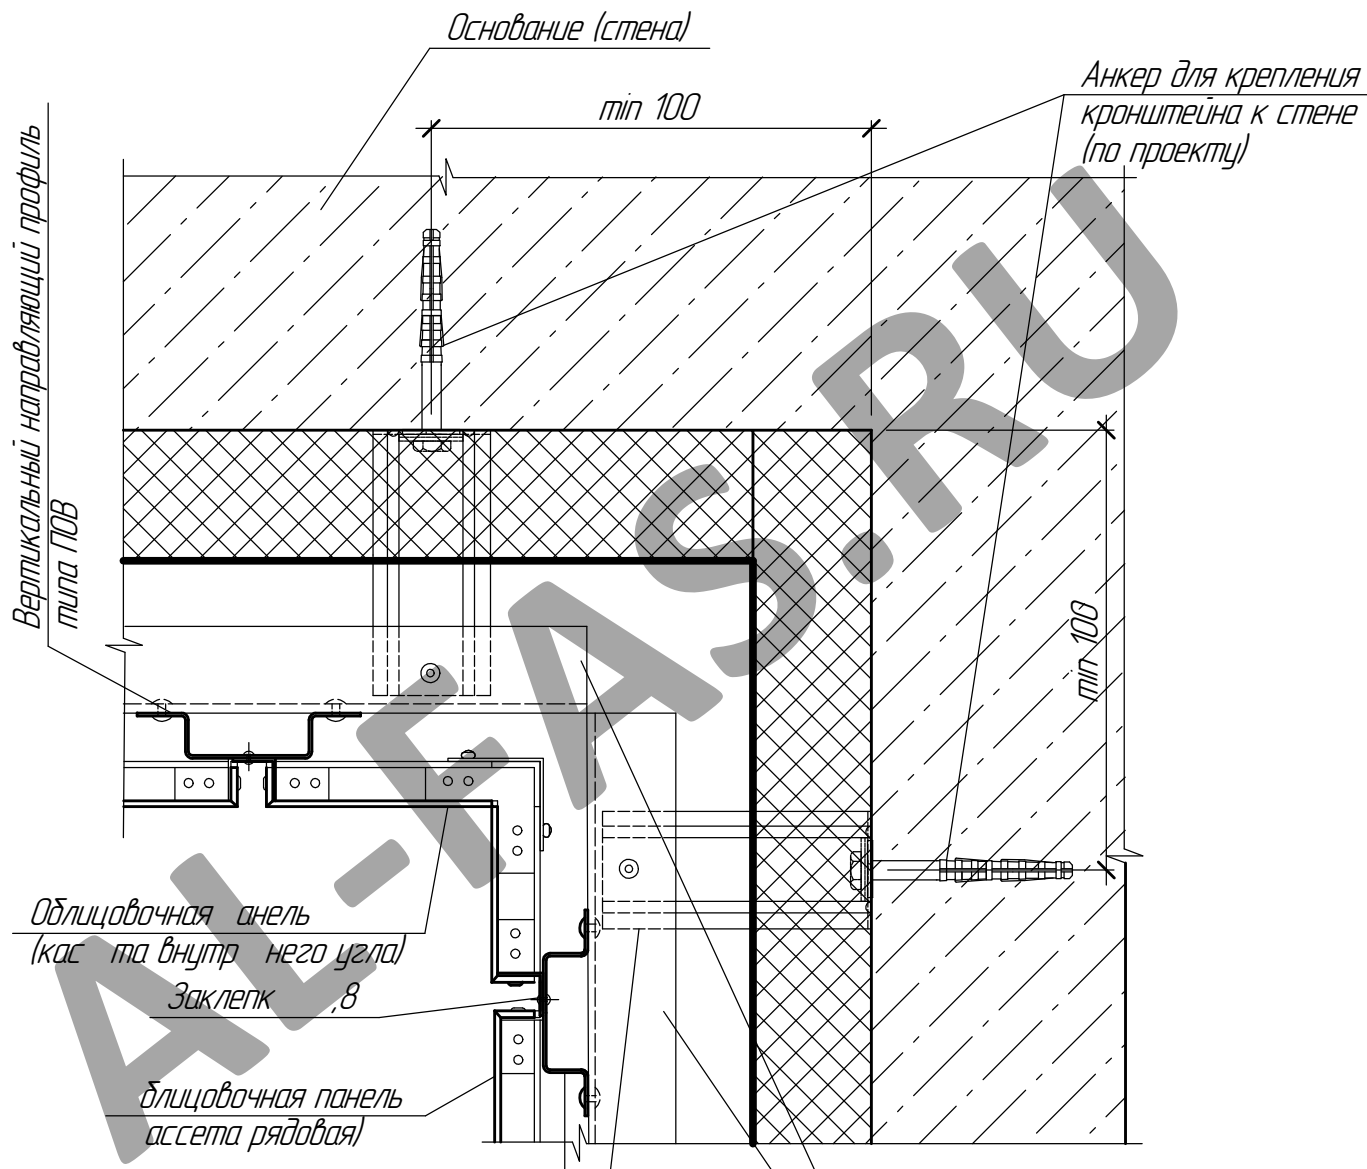 Основание (стена)
Анкер для крепления
кронштейна к стене
(по проекту)
min 100
Вертикальный направляющий профиль
типа ПОВ
min 100
Облицовочная анель
(кас та внутр него угла)
Заклепк ,8
блицовочная панель
ассета рядовая)
AL-FAS.RU